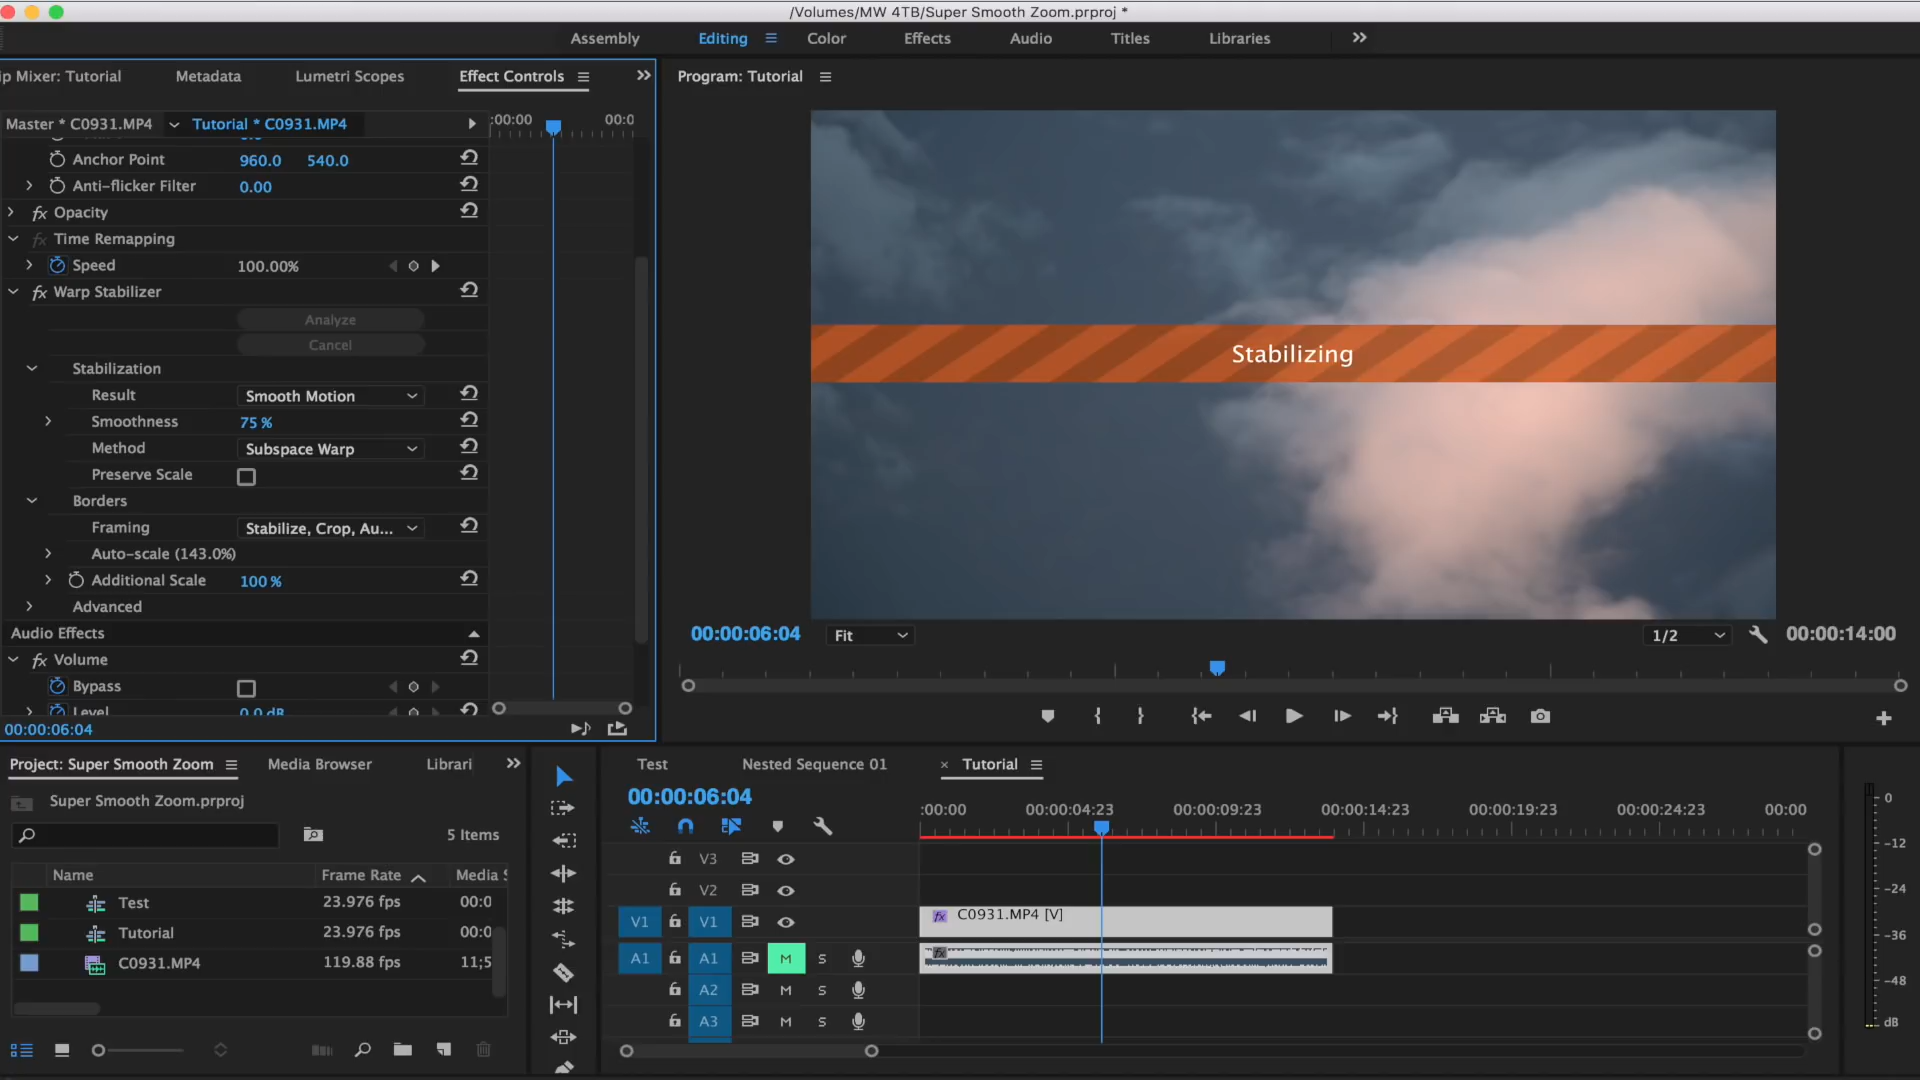 /Volumes/MW 4TB/Super Smooth Zoom.prproj *
Assembly Editing Color Effects Audio Titles Libraries
ip Mixer: Tutorial Metadata Lumetri Scopes Effect Controls
Program: Tutorial
Master * C0931.MP4 Tutorial * C0931.MP4
:00:00 00:0
Anchor Point 960.0 540.0
Anti-flicker Filter 0.00
fx Opacity
fx Time Remapping
Speed 100.00%
fx Warp Stabilizer
Analyze
Cancel
Stabilization
Result Smooth Motion
Smoothness 75 %
Method Subspace Warp
Preserve Scale
Borders
Framing Stabilize, Crop, Au...
Auto-scale (143.0%)
Additional Scale 100 %
Advanced
Audio Effects
fx Volume
Bypass
Level 0.0 dB
00:00:06:04
Stabilizing
00:00:06:04 Fit 1/2 00:00:14:00
Project: Super Smooth Zoom Media Browser Librari
Super Smooth Zoom.prproj
5 Items
Name Frame Rate Media S
Test 23.976 fps 00:0
Tutorial 23.976 fps 00:0
C0931.MP4 119.88 fps 11;5
Test Nested Sequence 01 × Tutorial
00:00:06:04
:00:00 00:00:04:23 00:00:09:23 00:00:14:23 00:00:19:23 00:00:24:23 00:00
V3
V2
V1 V1 fx C0931.MP4 [V]
A1 A1 M S fx
A2 M S
A3 M S
0
-12
-24
-36
-48
dB